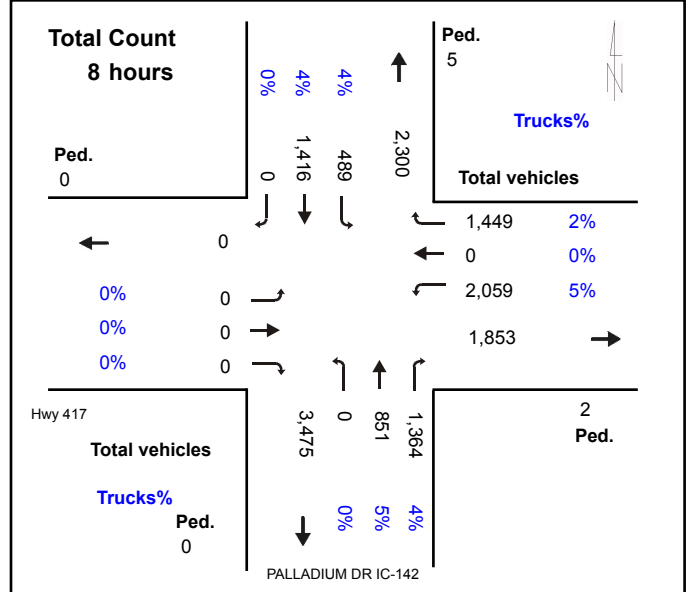 Total Count
8 hours
Ped.
5
N
Trucks%
Ped.
0
Total vehicles
0%
4%
4%
0
1,416
489
2,300
1,449 2%
0 0%
2,059 5%
1,853
0
0% 0
0% 0
0% 0
Hwy 417
Total vehicles
Trucks%
Ped.
0
3,475
0
851
1,364
0%
5%
4%
2
Ped.
PALLADIUM DR IC-142